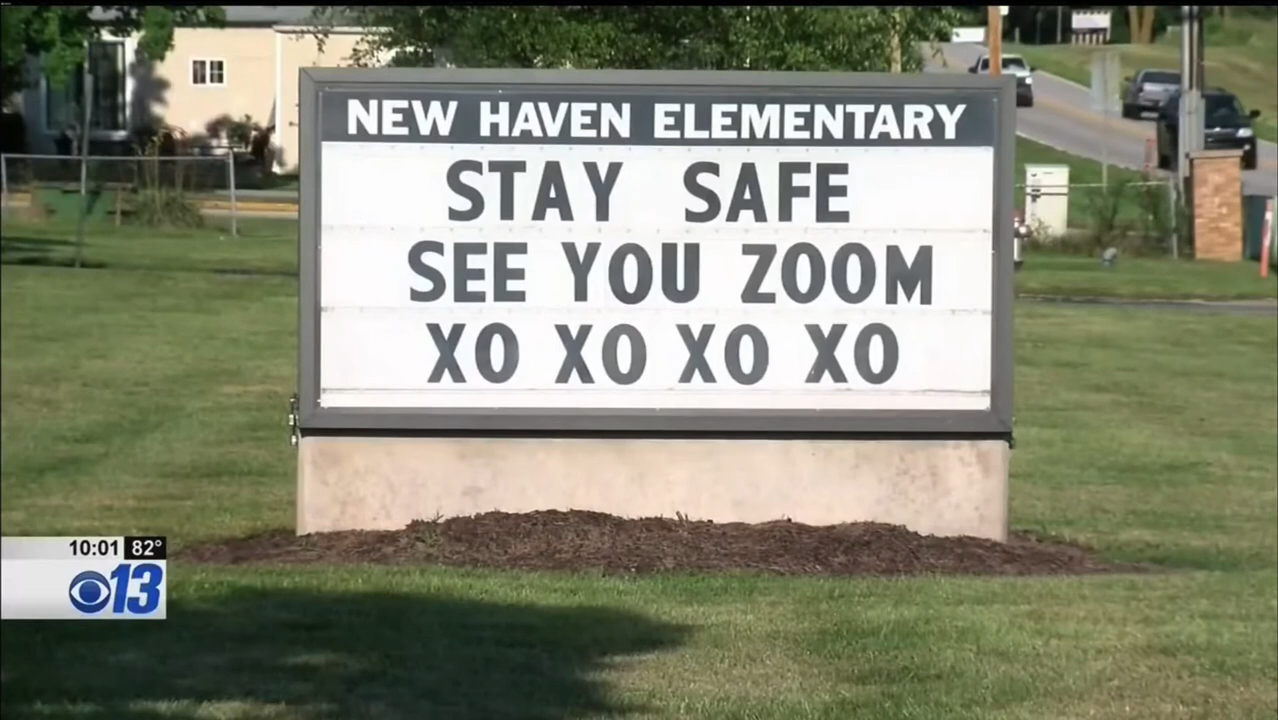 NEW HAVEN ELEMENTARY
STAY SAFE
SEE YOU ZOOM
XO XO XO XO
10:01 82°
13